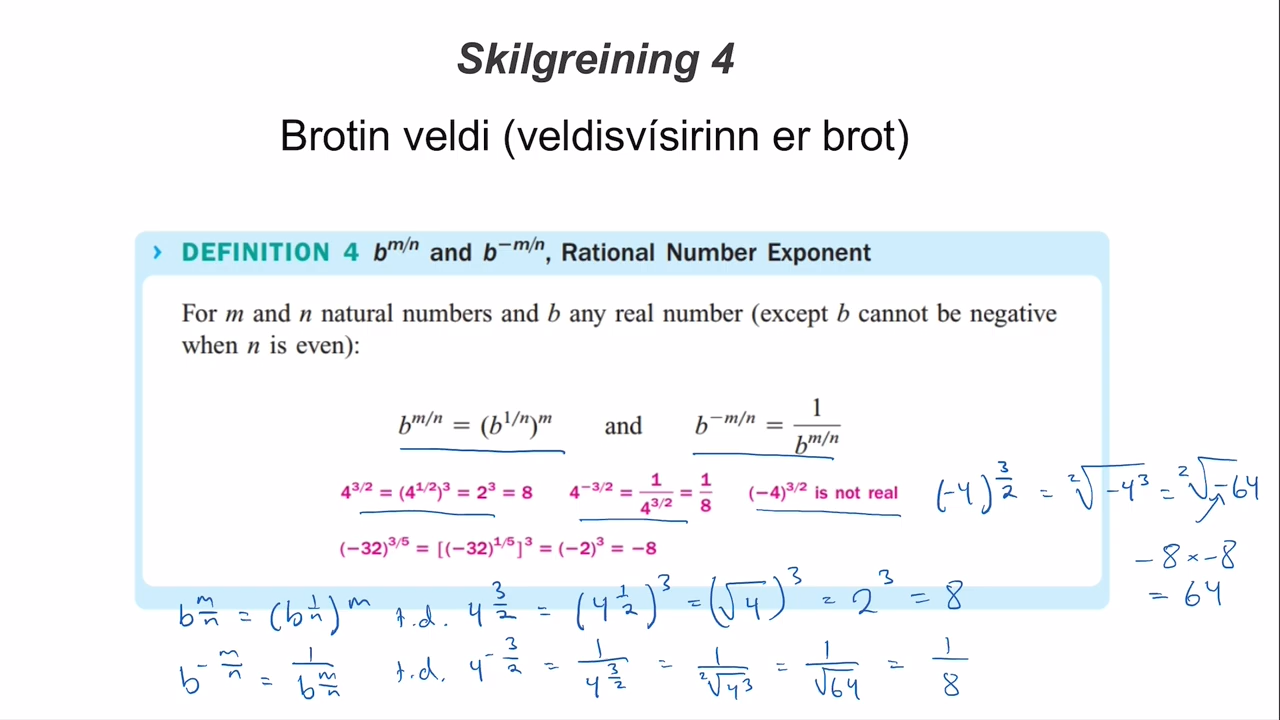 Skilgreining 4
Brotin veldi (veldisvísirinn er brot)
› DEFINITION 4 b^{m/n} and b^{−m/n}, Rational Number Exponent
For m and n natural numbers and b any real number (except b cannot be negative
when n is even):
b^{m/n} = (b^{1/n})^m and b^{−m/n} = 1/b^{m/n}
4^{3/2} = (4^{1/2})^3 = 2^3 = 8 4^{−3/2} = 1/4^{3/2} = 1/8 (−4)^{3/2} is not real
(-4)^{3/2} = ²√-4³ = ²√-64
(−32)^{3/5} = [(−32)^{1/5}]^3 = (−2)^3 = −8
-8 × -8
= 64
b^{m/n} = (b^{1/n})^m t.d. 4^{3/2} = (4^{1/2})^3 = (√4)^3 = 2^3 = 8
b^{-m/n} = 1/b^{m/n} t.d. 4^{-3/2} = 1/4^{3/2} = 1/²√4³ = 1/√64 = 1/8